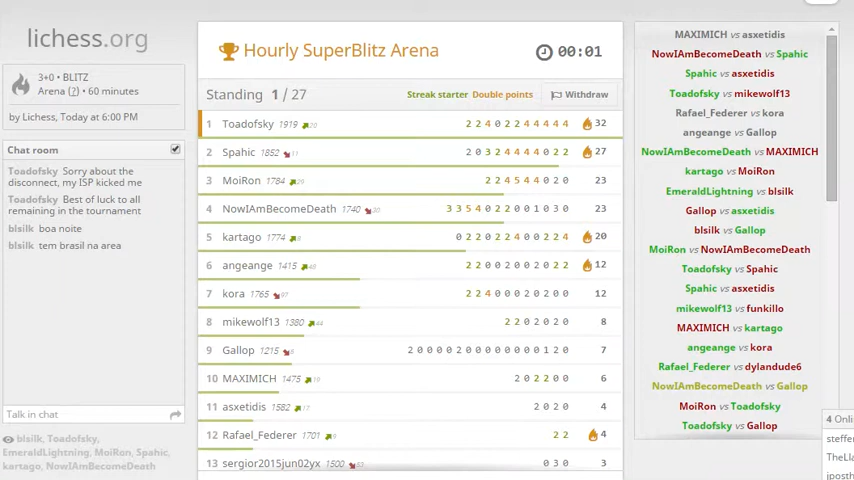 lichess.org
3+0 • BLITZ
Arena (?) • 60 minutes
by Lichess, Today at 6:00 PM
Chat room
Toadofsky Sorry about the
disconnect, my ISP kicked me
Toadofsky Best of luck to all
remaining in the tournament
blsilk boa noite
blsilk tem brasil na area
Talk in chat
blsilk, Toadofsky,
EmeraldLightning, MoiRon, Spahic,
kartago, NowIAmBecomeDeath
Hourly SuperBlitz Arena 00:01
Standing 1 / 27 Streak starter Double points Withdraw
1 Toadofsky 1919 20 2 2 4 0 2 2 4 4 4 4 4 32
2 Spahic 1852 11 2 0 3 2 4 4 4 4 0 2 2 27
3 MoiRon 1784 2 2 4 5 4 4 0 2 0 23
4 NowIAmBecomeDeath 1740 3 3 5 4 0 2 2 0 0 1 0 3 0 23
5 kartago 1774 0 2 2 0 2 2 4 0 0 2 2 4 20
6 angeange 1415 2 2 0 0 2 0 0 2 0 2 2 12
7 kora 1765 2 2 4 0 0 0 2 0 2 0 0 12
8 mikewolf13 1380 2 2 0 2 0 2 0 8
9 Gallop 1215 2 0 0 0 0 2 0 0 0 0 0 0 0 0 0 1 2 0 7
10 MAXIMICH 1475 2 0 2 2 0 0 6
11 asxetidis 1582 2 0 2 0 4
12 Rafael_Federer 1701 2 2 4
13 sergior2015jun02yx 1500 0 3 0 3
MAXIMICH vs asxetidis
NowIAmBecomeDeath vs Spahic
Spahic vs asxetidis
Toadofsky vs mikewolf13
Rafael_Federer vs kora
angeange vs Gallop
NowIAmBecomeDeath vs MAXIMICH
kartago vs MoiRon
EmeraldLightning vs blsilk
Gallop vs asxetidis
blsilk vs Gallop
MoiRon vs NowIAmBecomeDeath
Toadofsky vs Spahic
Spahic vs asxetidis
mikewolf13 vs funkillo
MAXIMICH vs kartago
angeange vs kora
Rafael_Federer vs dylandude6
NowIAmBecomeDeath vs Gallop
MoiRon vs Toadofsky
Toadofsky vs Gallop
4 Onli
steffer
TheLla
jposth